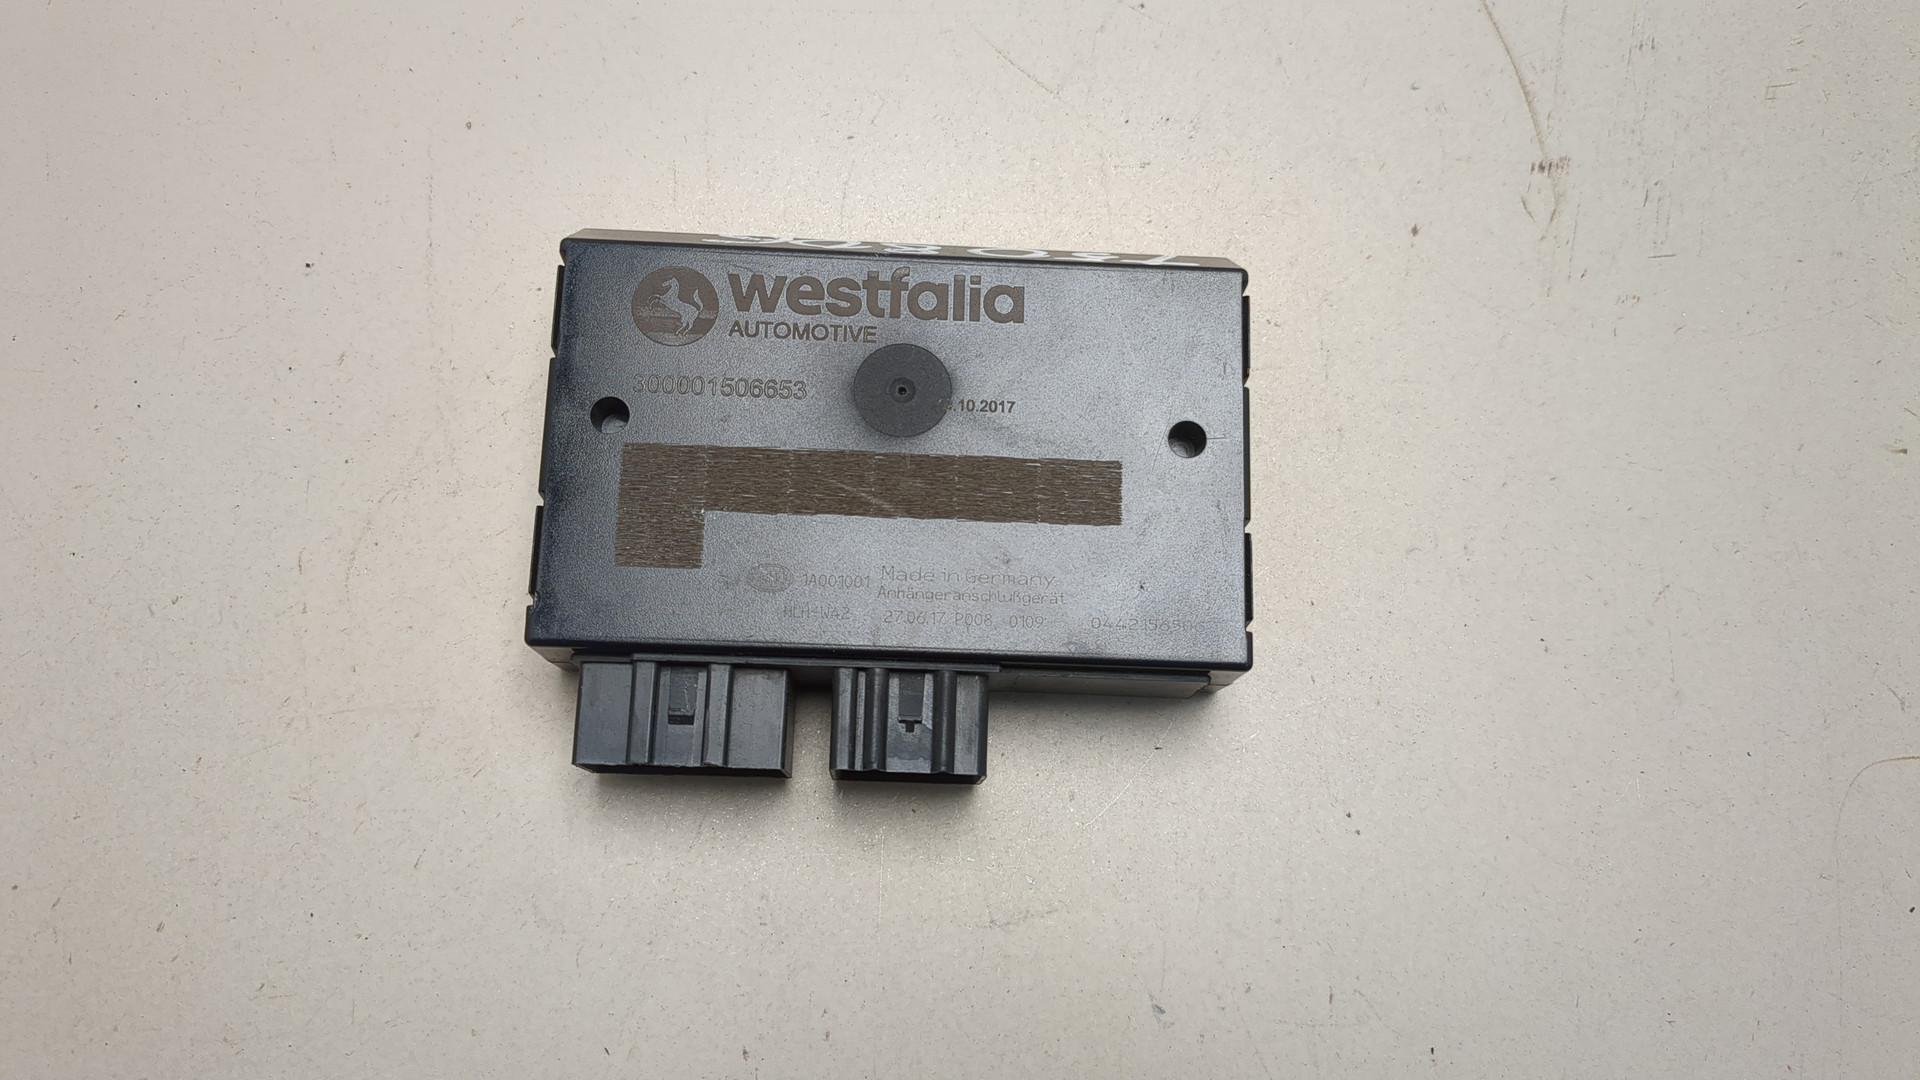 westfalia
AUTOMOTIVE
300001506653
.10.2017
1A001001 Made in Germany
Anhängeranschlußgerät
27.06.17 P008 0109